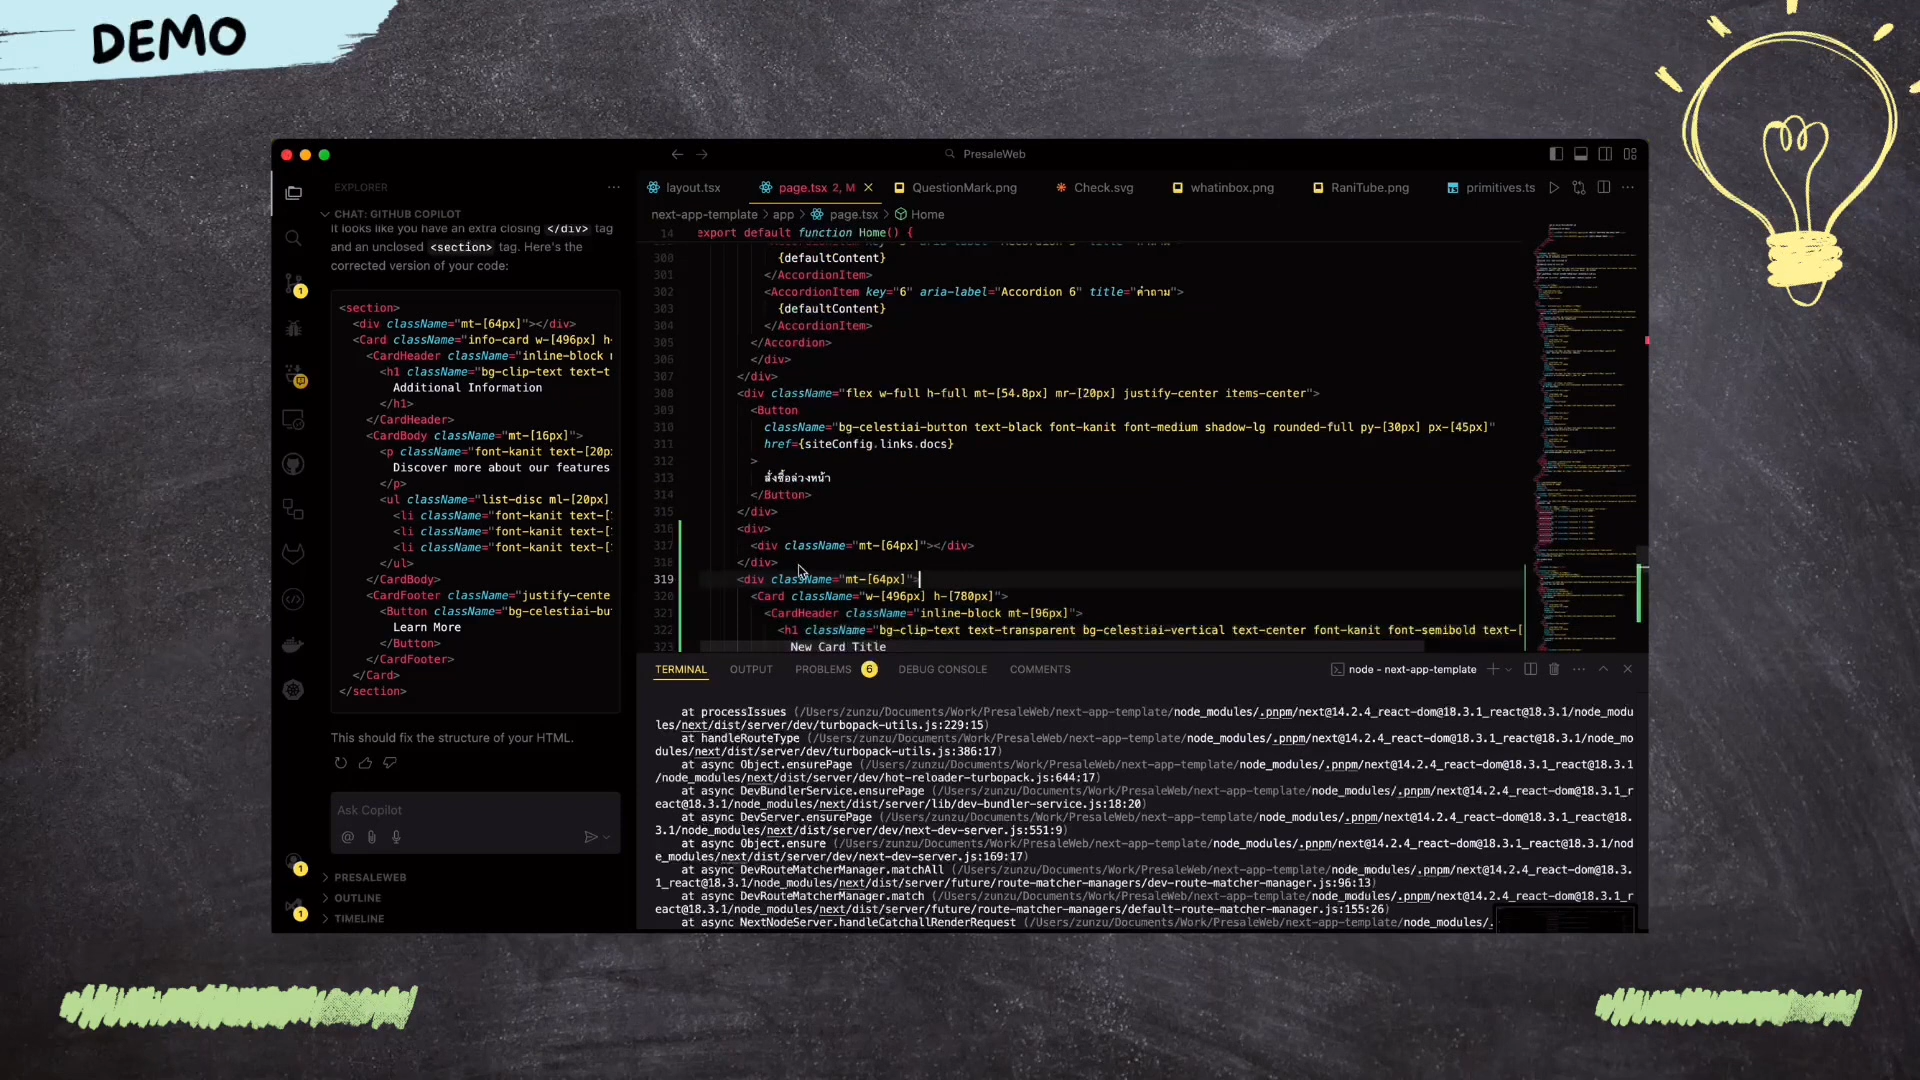 DEMO
PresaleWeb
EXPLORER
CHAT: GITHUB COPILOT
It looks like you have an extra closing </div> tag
and an unclosed <section> tag. Here's the
corrected version of your code:
<section>
<div className="mt-[64px]"></div>
<Card className="info-card w-[496px] h-
<CardHeader className="inline-block
<h1 className="bg-clip-text text-t
Additional Information
</h1>
</CardHeader>
<CardBody className="mt-[16px]">
<p className="font-kanit text-[20p
Discover more about our features
</p>
<ul className="list-disc ml-[20px]
<li className="font-kanit text-[
<li className="font-kanit text-[
<li className="font-kanit text-[
</ul>
</CardBody>
<CardFooter className="justify-cente
<Button className="bg-celestiai-bu
Learn More
</Button>
</CardFooter>
</Card>
</section>
This should fix the structure of your HTML.
Ask Copilot
PRESALEWEB
OUTLINE
TIMELINE
1
1
1
layout.tsx page.tsx 2, M QuestionMark.png Check.svg whatinbox.png RaniTube.png primitives.ts
next-app-template > app > page.tsx > Home
14 export default function Home() {
300 {defaultContent}
301 </AccordionItem>
302 <AccordionItem key="6" aria-label="Accordion 6" title="คำถาม">
303 {defaultContent}
304 </AccordionItem>
305 </Accordion>
306 </div>
307 </div>
308 <div className="flex w-full h-full mt-[54.8px] mr-[20px] justify-center items-center">
309 <Button
310 className="bg-celestiai-button text-black font-kanit font-medium shadow-lg rounded-full py-[30px] px-[45px]"
311 href={siteConfig.links.docs}
312 >
313 สั่งซื้อล่วงหน้า
314 </Button>
315 </div>
316 <div>
317 <div className="mt-[64px]"></div>
318 </div>
319 <div className="mt-[64px]">
320 <Card className="w-[496px] h-[780px]">
321 <CardHeader className="inline-block mt-[96px]>
322 <h1 className="bg-clip-text text-transparent bg-celestiai-vertical text-center font-kanit font-semibold text-[
323 New Card Title
TERMINAL OUTPUT PROBLEMS 6 DEBUG CONSOLE COMMENTS
node - next-app-template
at processIssues (/Users/zunzu/Documents/Work/PresaleWeb/next-app-template/node_modules/.pnpm/next@14.2.4_react-dom@18.3.1_react@18.3.1/node_modu
les/next/dist/server/dev/turbopack-utils.js:229:15)
at handleRouteType (/Users/zunzu/Documents/Work/PresaleWeb/next-app-template/node_modules/.pnpm/next@14.2.4_react-dom@18.3.1_react@18.3.1/node_mo
dules/next/dist/server/dev/turbopack-utils.js:386:17)
at async Object.ensurePage (/Users/zunzu/Documents/Work/PresaleWeb/next-app-template/node_modules/.pnpm/next@14.2.4_react-dom@18.3.1_react@18.3.1
/node_modules/next/dist/server/dev/hot-reloader-turbopack.js:644:17)
at async DevBundlerService.ensurePage (/Users/zunzu/Documents/Work/PresaleWeb/next-app-template/node_modules/.pnpm/next@14.2.4_react-dom@18.3.1_r
eact@18.3.1/node_modules/next/dist/server/lib/dev-bundler-service.js:18:20)
at async DevServer.ensurePage (/Users/zunzu/Documents/Work/PresaleWeb/next-app-template/node_modules/.pnpm/next@14.2.4_react-dom@18.3.1_react@18.
3.1/node_modules/next/dist/server/dev/next-dev-server.js:551:9)
at async Object.ensure (/Users/zunzu/Documents/Work/PresaleWeb/next-app-template/node_modules/.pnpm/next@14.2.4_react-dom@18.3.1_react@18.3.1/nod
e_modules/next/dist/server/dev/next-dev-server.js:169:17)
at async DevRouteMatcherManager.matchAll (/Users/zunzu/Documents/Work/PresaleWeb/next-app-template/node_modules/.pnpm/next@14.2.4_react-dom@18.3.
1_react@18.3.1/node_modules/next/dist/server/future/route-matcher-managers/dev-route-matcher-manager.js:96:13)
at async DevRouteMatcherManager.match (/Users/zunzu/Documents/Work/PresaleWeb/next-app-template/node_modules/.pnpm/next@14.2.4_react-dom@18.3.1_r
eact@18.3.1/node_modules/next/dist/server/future/route-matcher-managers/default-route-matcher-manager.js:155:26)
at async NextNodeServer.handleCatchallRenderRequest (/Users/zunzu/Documents/Work/PresaleWeb/next-app-template/node_modules/.